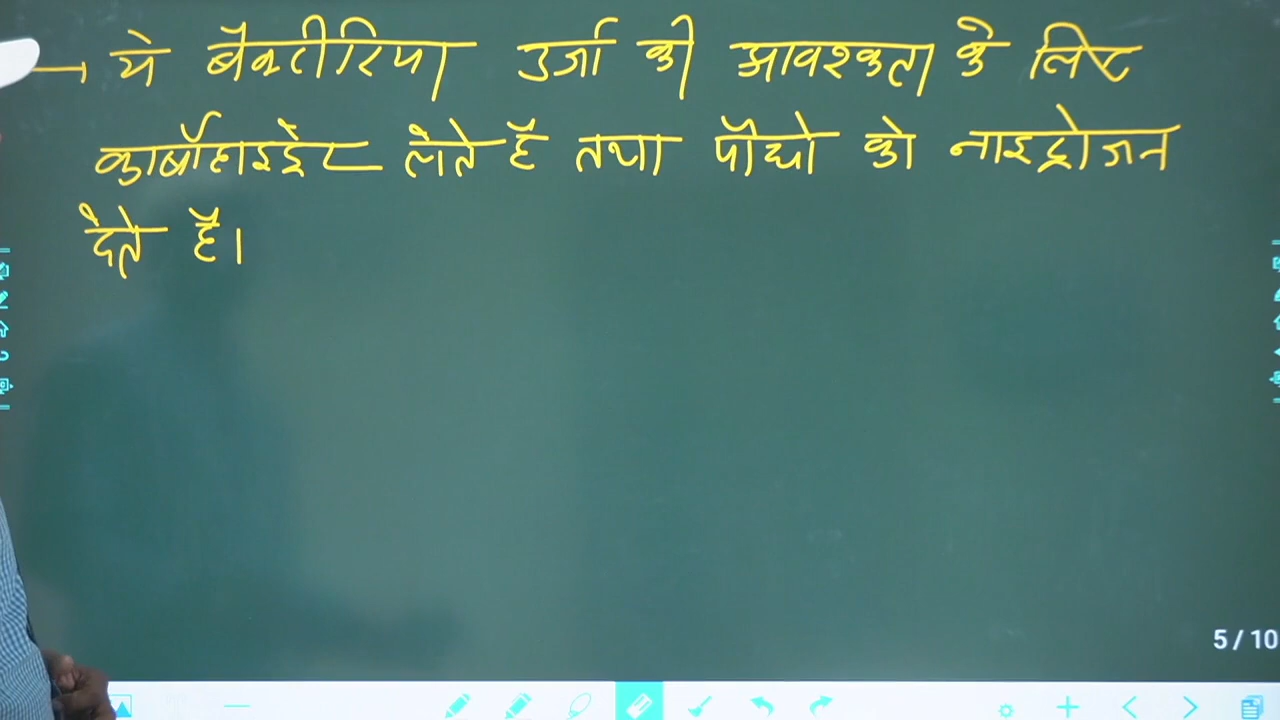 → ये बैक्टीरिया उर्जा की आवश्कता के लिए
कार्बोहाइड्रेट लेते है तथा पौधो को नाइट्रोजन
देते है।
5 / 10